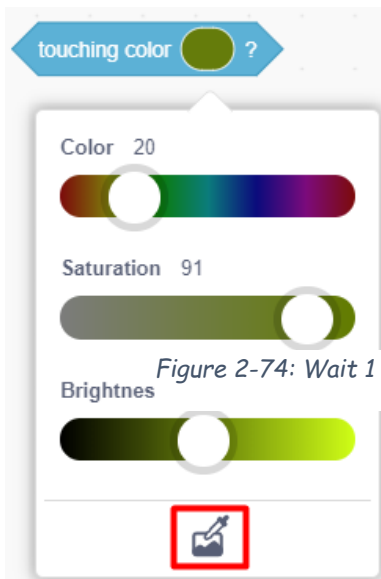 touching color ?
Color 20
Saturation 91
Figure 2-74: Wait 1
Brightnes